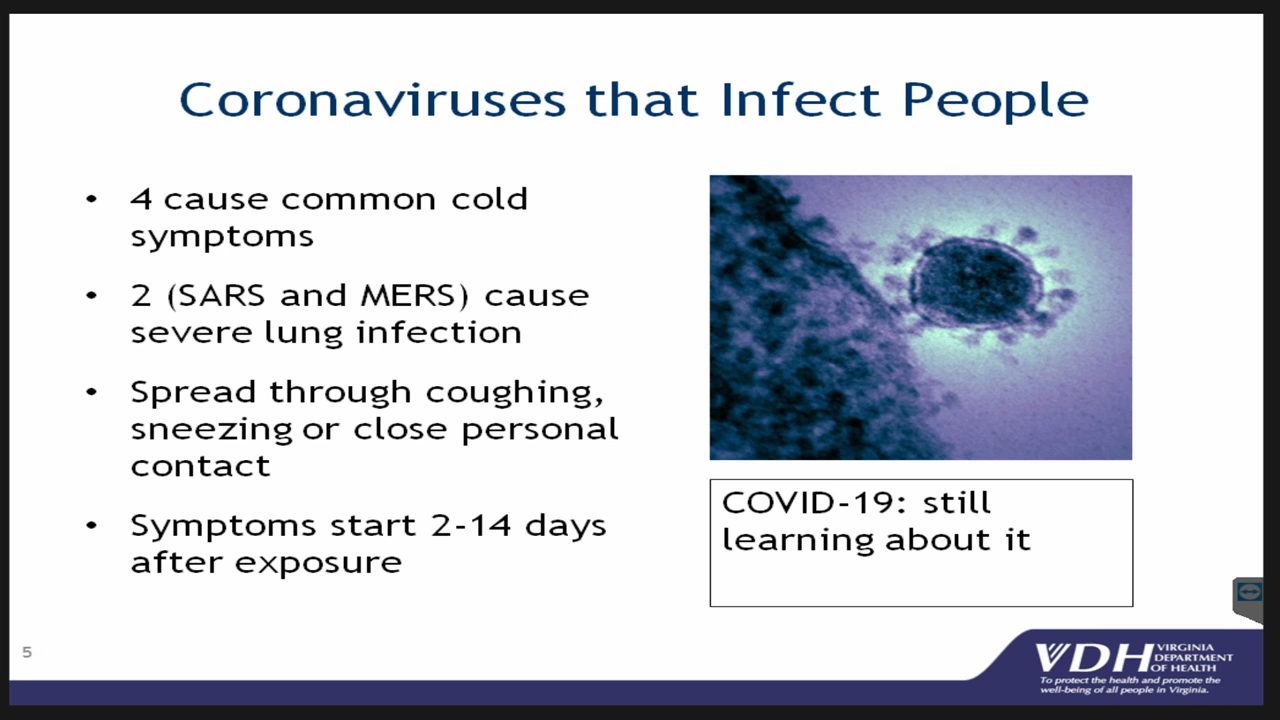 Coronaviruses that Infect People
• 4 cause common cold
symptoms
• 2 (SARS and MERS) cause
severe lung infection
• Spread through coughing,
sneezing or close personal
contact
• Symptoms start 2-14 days
after exposure
COVID-19: still
learning about it
5
VDH VIRGINIA
DEPARTMENT
OF HEALTH
To protect the health and promote the
well-being of all people in Virginia.